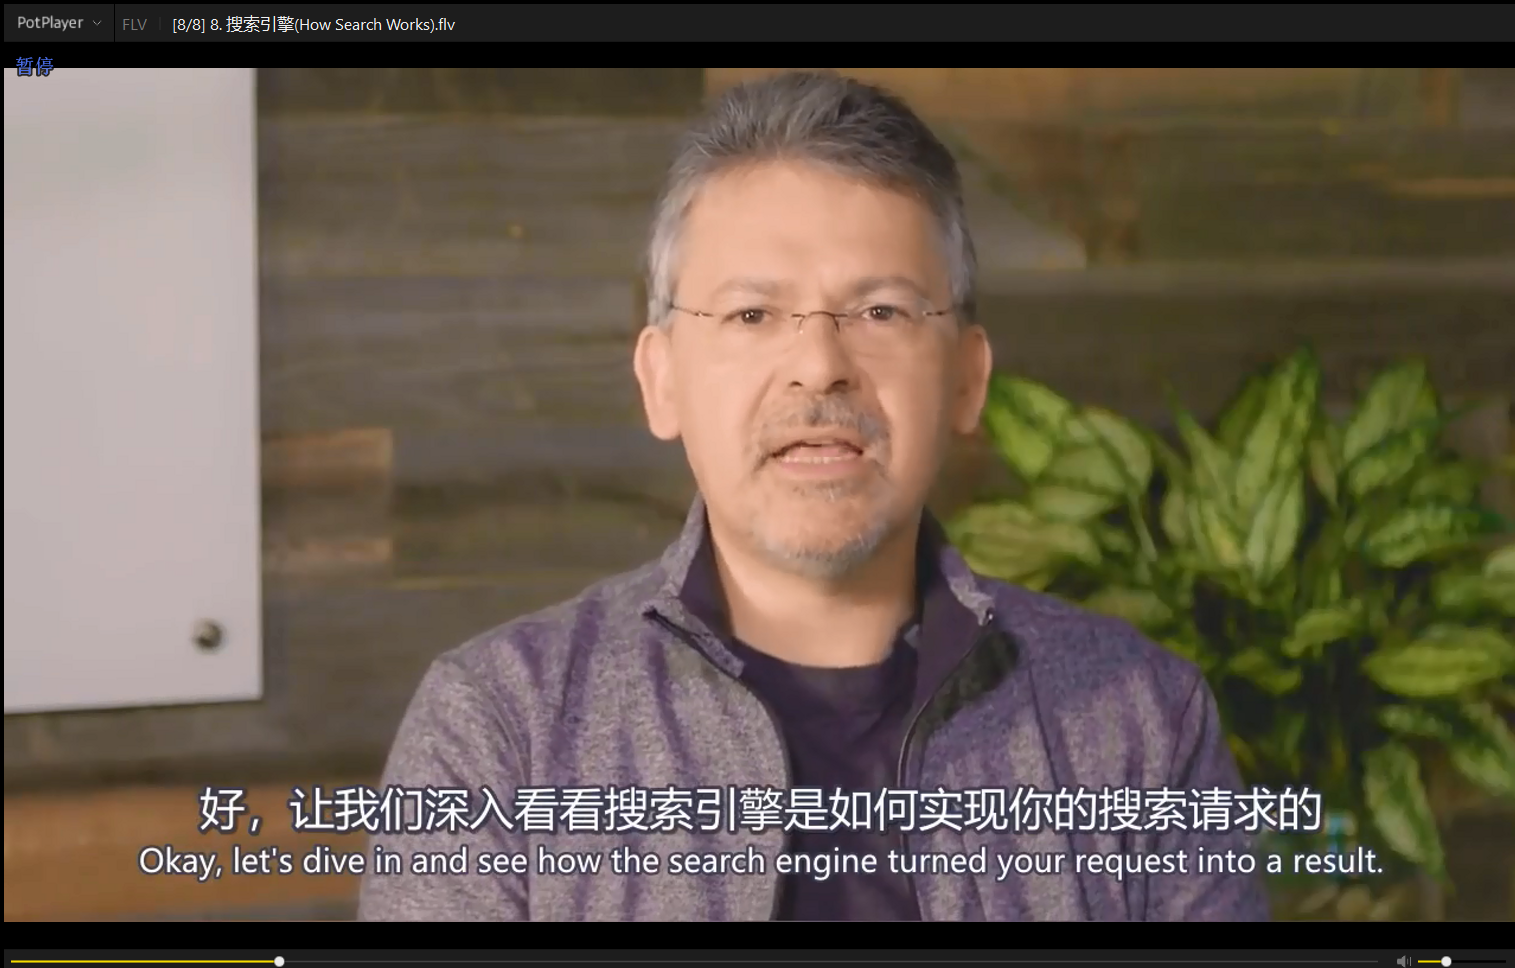 PotPlayer FLV [8/8] 8. 搜索引擎(How Search Works).flv
暂停
好，让我们深入看看搜索引擎是如何实现你的搜索请求的
Okay, let's dive in and see how the search engine turned your request into a result.